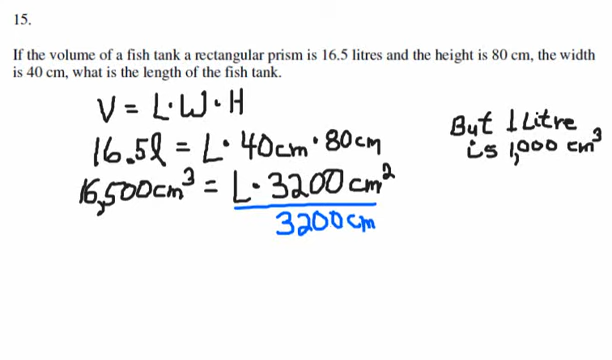 15.
If the volume of a fish tank a rectangular prism is 16.5 litres and the height is 80 cm, the width
is 40 cm, what is the length of the fish tank.
V = L·W·H
16.5l = L·40cm·80cm
But 1 Litre
is 1,000 cm³
16,500cm³ = L·3200cm²
3200cm